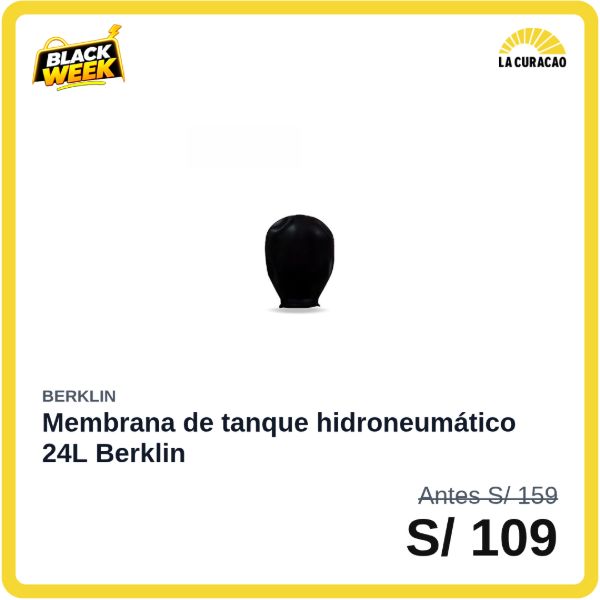 BLACK
WEEK
LA CURACAO
BERKLIN
Membrana de tanque hidroneumático
24L Berklin
Antes S/ 159
S/ 109